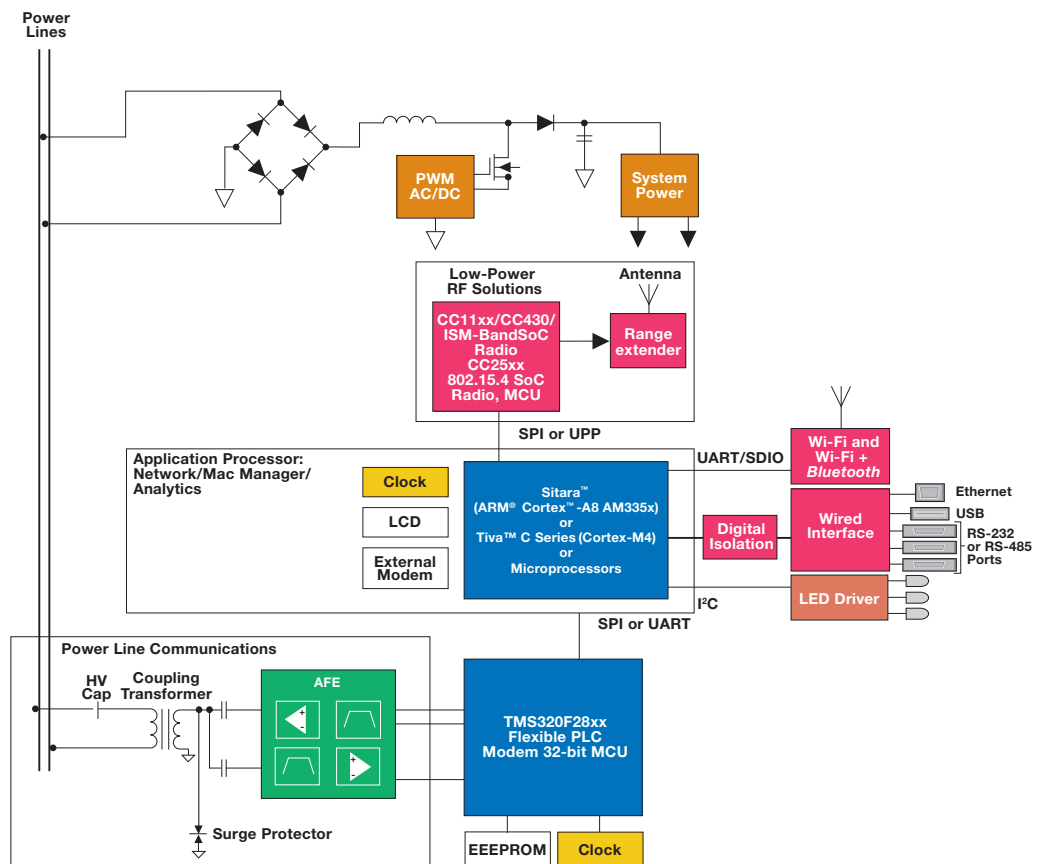 Power
Lines
PWM
AC/DC
System
Power
Low-Power
RF Solutions
Antenna
CC11xx/CC430/
ISM-BandSoC
Radio
CC25xx
802.15.4 SoC
Radio, MCU
Range
extender
SPI or UPP
Application Processor:
Network/Mac Manager/
Analytics
Clock
LCD
External
Modem
Sitara™
(ARM® Cortex™-A8 AM335x)
or
Tiva™ C Series (Cortex-M4)
or
Microprocessors
UART/SDIO
Wi-Fi and
Wi-Fi +
Bluetooth
Digital
Isolation
Wired
Interface
Ethernet
USB
RS-232
or RS-485
Ports
I²C
LED Driver
SPI or UART
Power Line Communications
HV
Cap
Coupling
Transformer
AFE
+
-
+
-
Surge Protector
TMS320F28xx
Flexible PLC
Modem 32-bit MCU
EEEPROM
Clock